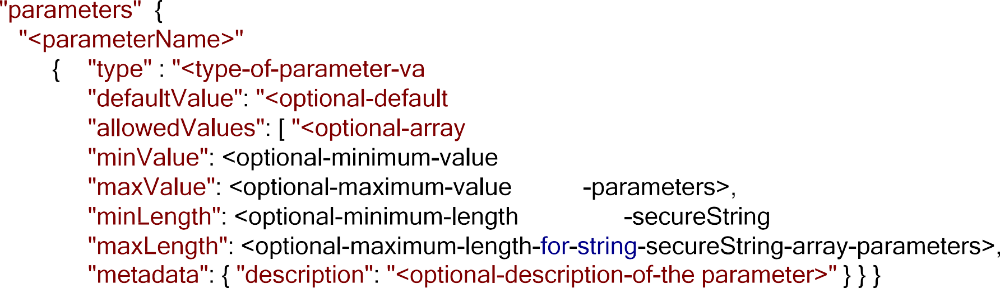 "parameters" {
"<parameterName>"
{ "type" : "<type-of-parameter-va
"defaultValue": "<optional-default
"allowedValues": [ "<optional-array
"minValue": <optional-minimum-value
"maxValue": <optional-maximum-value -parameters>,
"minLength": <optional-minimum-length -secureString
"maxLength": <optional-maximum-length-for-string-secureString-array-parameters>,
"metadata": { "description": "<optional-description-of-the parameter>" } } }